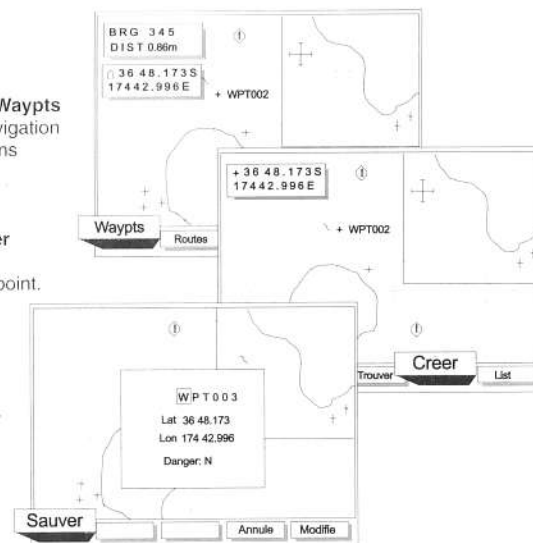 BRG 345
DIST 0.86m
36 48.173S
17442.996E
+ WPT002
Waypts
Routes
Waypts
er
point.
+ 36 48.173S
17442.996E
+ WPT002
Trouver
Creer
List
WPT003
Lat 36 48.173
Lon 174 42.996
Danger: N
Sauver
Annule
Modifie